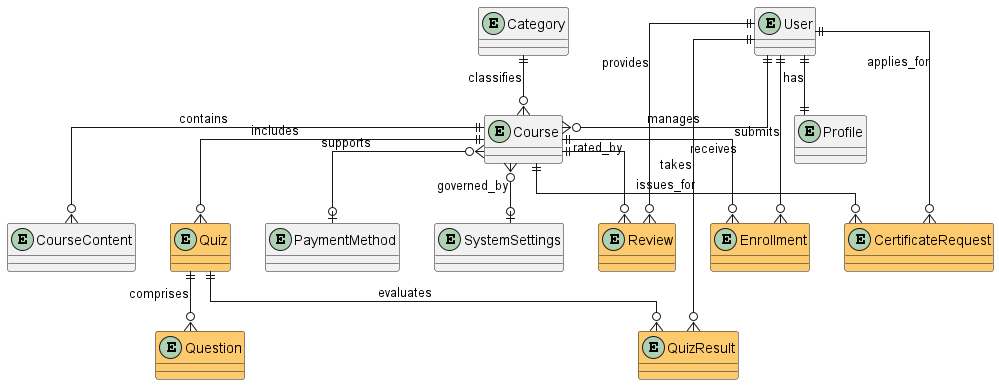 E Category
E User
provides
classifies
has
applies_for
contains
includes
supports
E Course
manages
submits
E Profile
rated_by
receives
takes
governed_by
issues_for
E CourseContent
E Quiz
E PaymentMethod
E SystemSettings
E Review
E Enrollment
E CertificateRequest
comprises
evaluates
E Question
E QuizResult